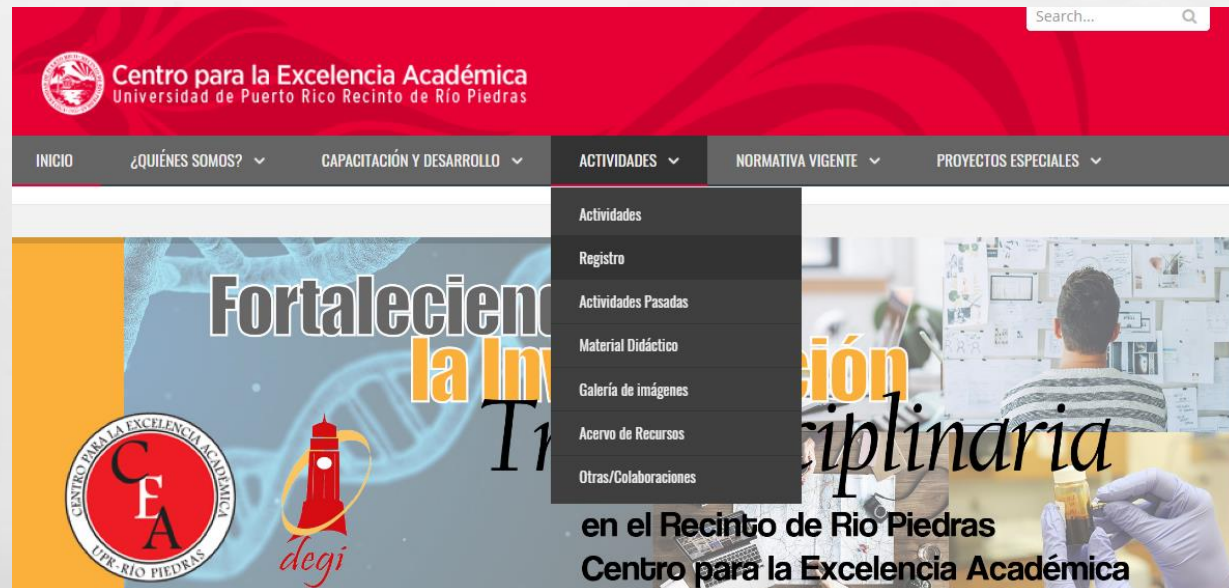 Search...
Centro para la Excelencia Académica
Universidad de Puerto Rico Recinto de Río Piedras
INICIO ¿QUIÉNES SOMOS? CAPACITACIÓN Y DESARROLLO ACTIVIDADES NORMATIVA VIGENTE PROYECTOS ESPECIALES
Actividades
Registro
Actividades Pasadas
Material Didáctico
Galería de imágenes
Acervo de Recursos
Otras/Colaboraciones
Fortaleciend
la In ión
Tr ciplinaria
en el Recinto de Rio Piedras
Centro para la Excelencia Académica
CENTRO PARA LA EXCELENCIA ACADÉMICA
CEA
UPR-RÍO PIEDRAS
degi